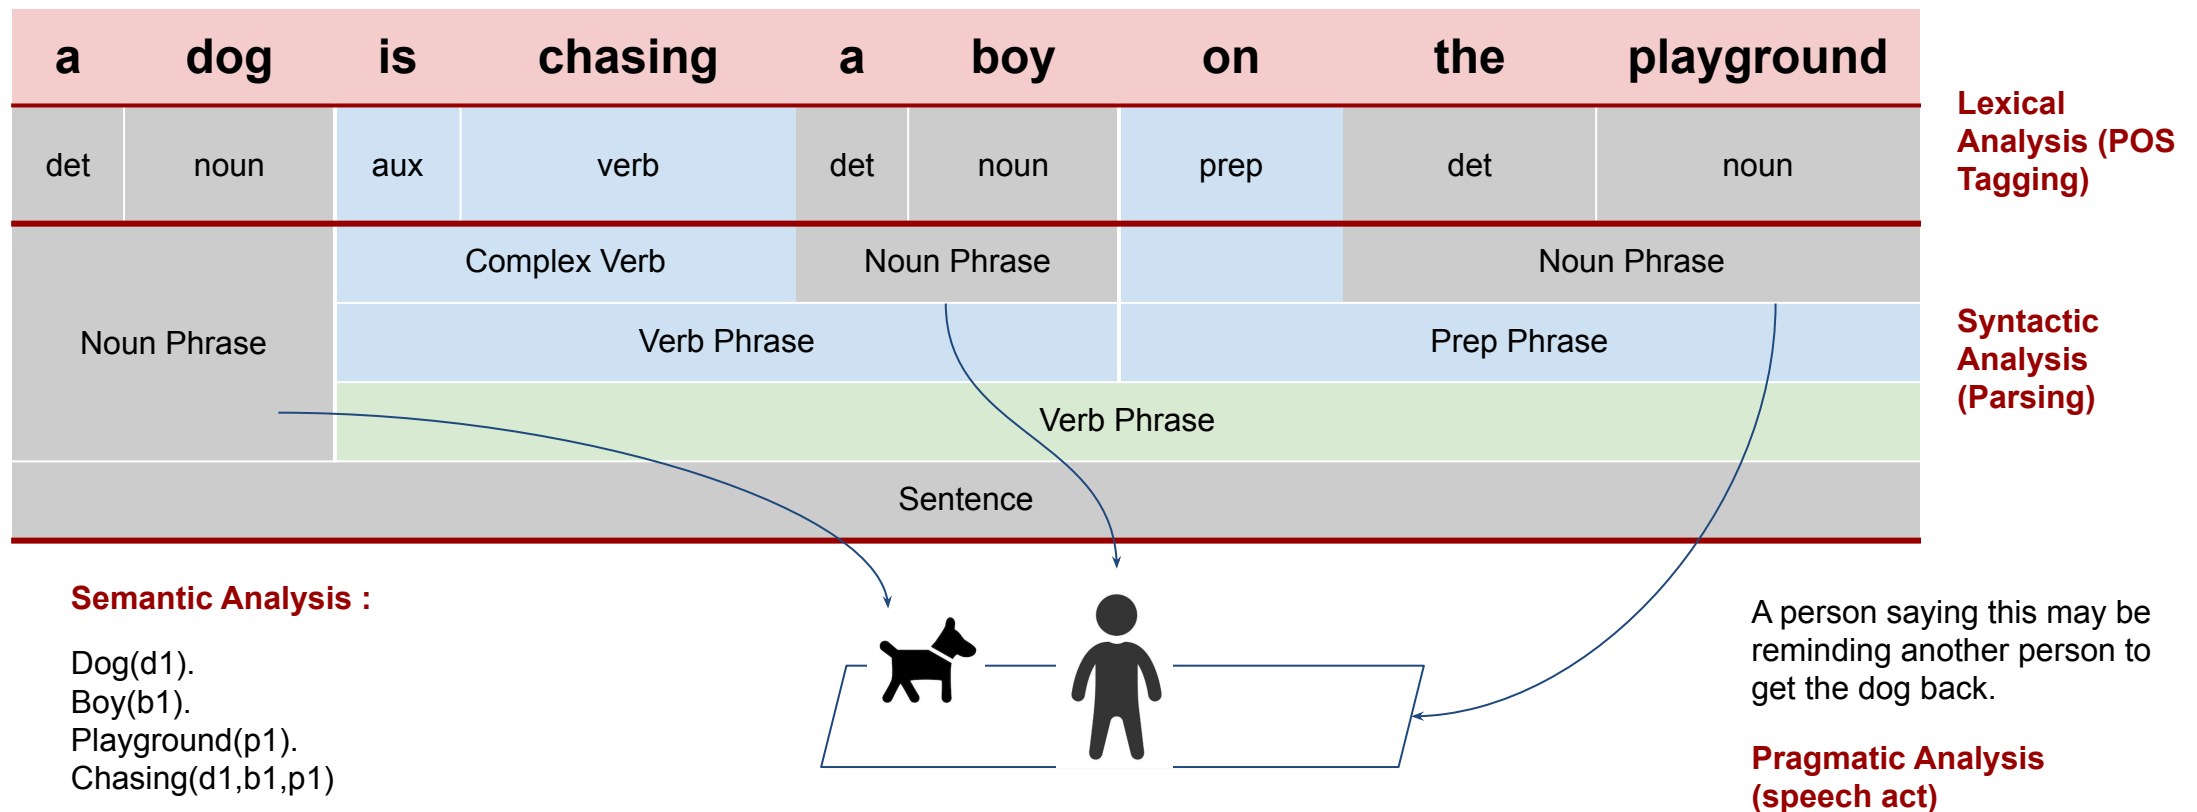 a dog is chasing a boy on the playground
det noun aux verb det noun prep det noun
Lexical
Analysis (POS
Tagging)
Complex Verb Noun Phrase Noun Phrase
Noun Phrase Verb Phrase Prep Phrase
Verb Phrase
Sentence
Syntactic
Analysis
(Parsing)
Semantic Analysis :
Dog(d1).
Boy(b1).
Playground(p1).
Chasing(d1,b1,p1)
A person saying this may be
reminding another person to
get the dog back.
Pragmatic Analysis
(speech act)